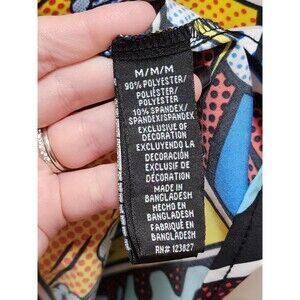 M/M/M
90% POLYESTER/
POLIÉSTER/
POLYESTER
10% SPANDEX/
SPANDEX/SPANDEX
EXCLUSIVE OF
DECORATION
EXCLUYENDO LA
DECORACIÓN
EXCLUSIF DE
DÉCORATION
MADE IN
BANGLADESH
HECHO EN
BANGLADESH
FABRIQUÉ EN
BANGLADESH
RN# 123827